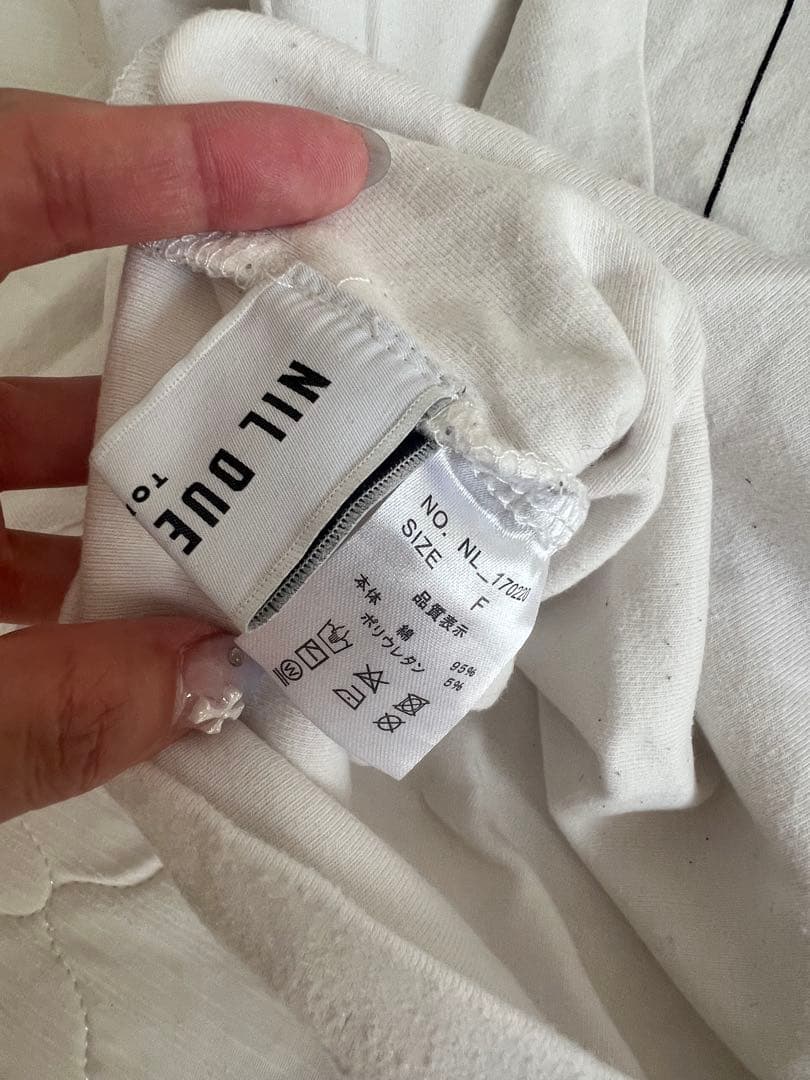 NIL DUE
NO. NL_170220
SIZE F
品質表示
本体 綿 95%
ポリウレタン 5%